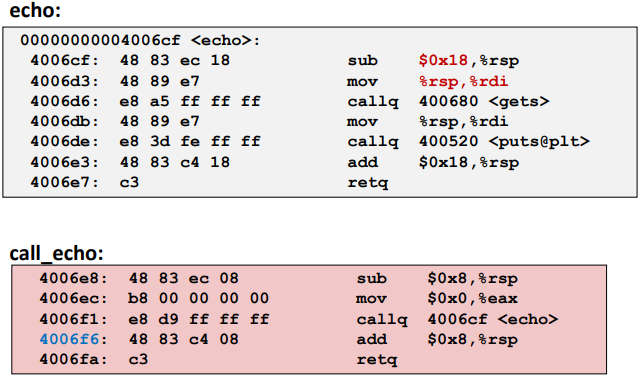 echo:
00000000004006cf <echo>:
4006cf: 48 83 ec 18 sub $0x18,%rsp
4006d3: 48 89 e7 mov %rsp,%rdi
4006d6: e8 a5 ff ff ff callq 400680 <gets>
4006db: 48 89 e7 mov %rsp,%rdi
4006de: e8 3d fe ff ff callq 400520 <puts@plt>
4006e3: 48 83 c4 18 add $0x18,%rsp
4006e7: c3 retq
call_echo:
4006e8: 48 83 ec 08 sub $0x8,%rsp
4006ec: b8 00 00 00 00 mov $0x0,%eax
4006f1: e8 d9 ff ff ff callq 4006cf <echo>
4006f6: 48 83 c4 08 add $0x8,%rsp
4006fa: c3 retq